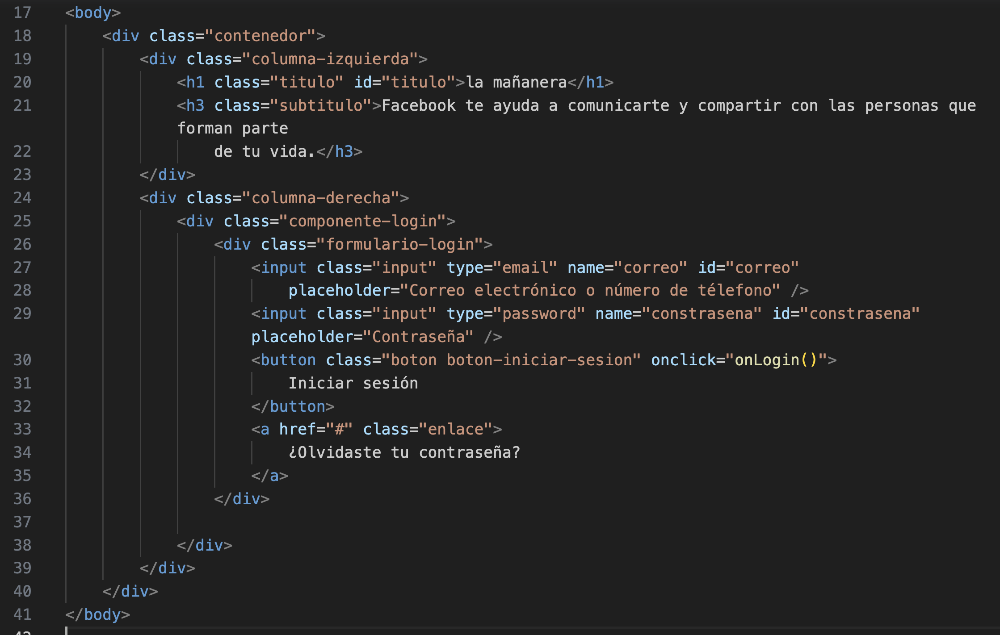 17 <body>
18 <div class="contenedor">
19 <div class="columna-izquierda">
20 <h1 class="titulo" id="titulo">la mañanera</h1>
21 <h3 class="subtitulo">Facebook te ayuda a comunicarte y compartir con las personas que
forman parte
22 de tu vida.</h3>
23 </div>
24 <div class="columna-derecha">
25 <div class="componente-login">
26 <div class="formulario-login">
27 <input class="input" type="email" name="correo" id="correo"
28 placeholder="Correo electrónico o número de télefono" />
29 <input class="input" type="password" name="constrasena" id="constrasena"
placeholder="Contraseña" />
30 <button class="boton boton-iniciar-sesion" onclick="onLogin()">
31 Iniciar sesión
32 </button>
33 <a href="#" class="enlace">
34 ¿Olvidaste tu contraseña?
35 </a>
36 </div>
37
38 </div>
39 </div>
40 </div>
41 </body>